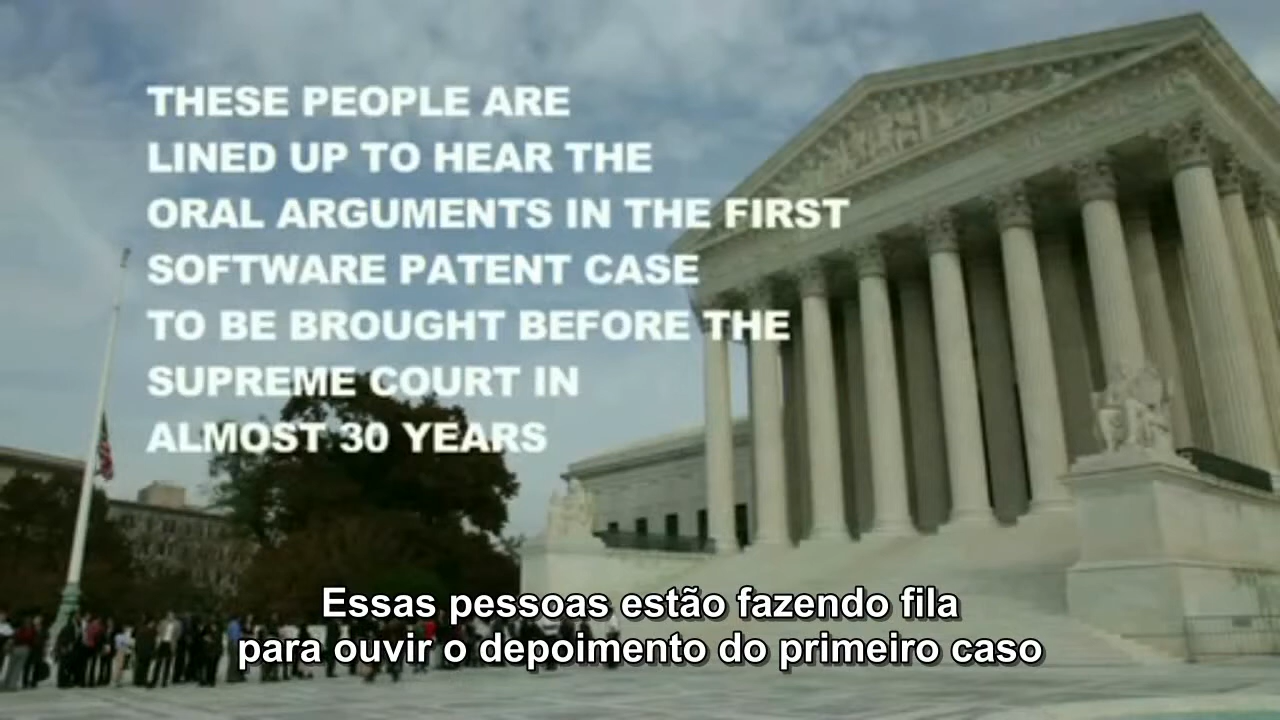 THESE PEOPLE ARE
LINED UP TO HEAR THE
ORAL ARGUMENTS IN THE FIRST
SOFTWARE PATENT CASE
TO BE BROUGHT BEFORE THE
SUPREME COURT IN
ALMOST 30 YEARS
Essas pessoas estão fazendo fila
para ouvir o depoimento do primeiro caso